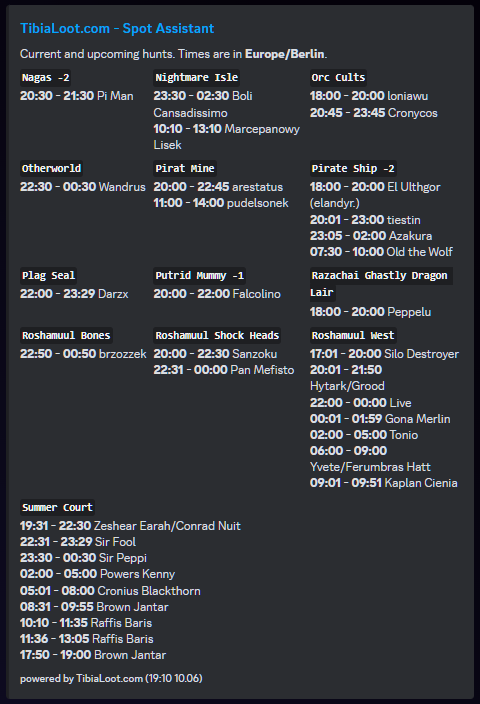 TibiaLoot.com - Spot Assistant
Current and upcoming hunts. Times are in Europe/Berlin.
Nagas -2
20:30 - 21:30 Pi Man
Nightmare Isle
23:30 - 02:30 Boli
Cansadissimo
10:10 - 13:10 Marcepanowy
Lisek
Orc Cults
18:00 - 20:00 loniawu
20:45 - 23:45 Cronycos
Otherworld
22:30 - 00:30 Wandrus
Pirat Mine
20:00 - 22:45 arestatus
11:00 - 14:00 pudelsonek
Pirate Ship -2
18:00 - 20:00 El Ulthgor
(elandyr.)
20:01 - 23:00 tiestin
23:05 - 02:00 Azakura
07:30 - 10:00 Old the Wolf
Plag Seal
22:00 - 23:29 Darzx
Putrid Mummy -1
20:00 - 22:00 Falcolino
Razachai Ghastly Dragon
Lair
18:00 - 20:00 Peppelu
Roshamuul Bones
22:50 - 00:50 brzozzek
Roshamuul Shock Heads
20:00 - 22:30 Sanzoku
22:31 - 00:00 Pan Mefisto
Roshamuul West
17:01 - 20:00 Silo Destroyer
20:01 - 21:50
Hytark/Grood
22:00 - 00:00 Live
00:01 - 01:59 Gona Merlin
02:00 - 05:00 Tonio
06:00 - 09:00
Yvete/Ferumbras Hatt
09:01 - 09:51 Kaplan Cienia
Summer Court
19:31 - 22:30 Zeshear Earah/Conrad Nuit
22:31 - 23:29 Sir Fool
23:30 - 00:30 Sir Peppi
02:00 - 05:00 Powers Kenny
05:01 - 08:00 Cronius Blackthorn
08:31 - 09:55 Brown Jantar
10:10 - 11:35 Raffis Baris
11:36 - 13:05 Raffis Baris
17:50 - 19:00 Brown Jantar
powered by TibiaLoot.com (19:10 10.06)